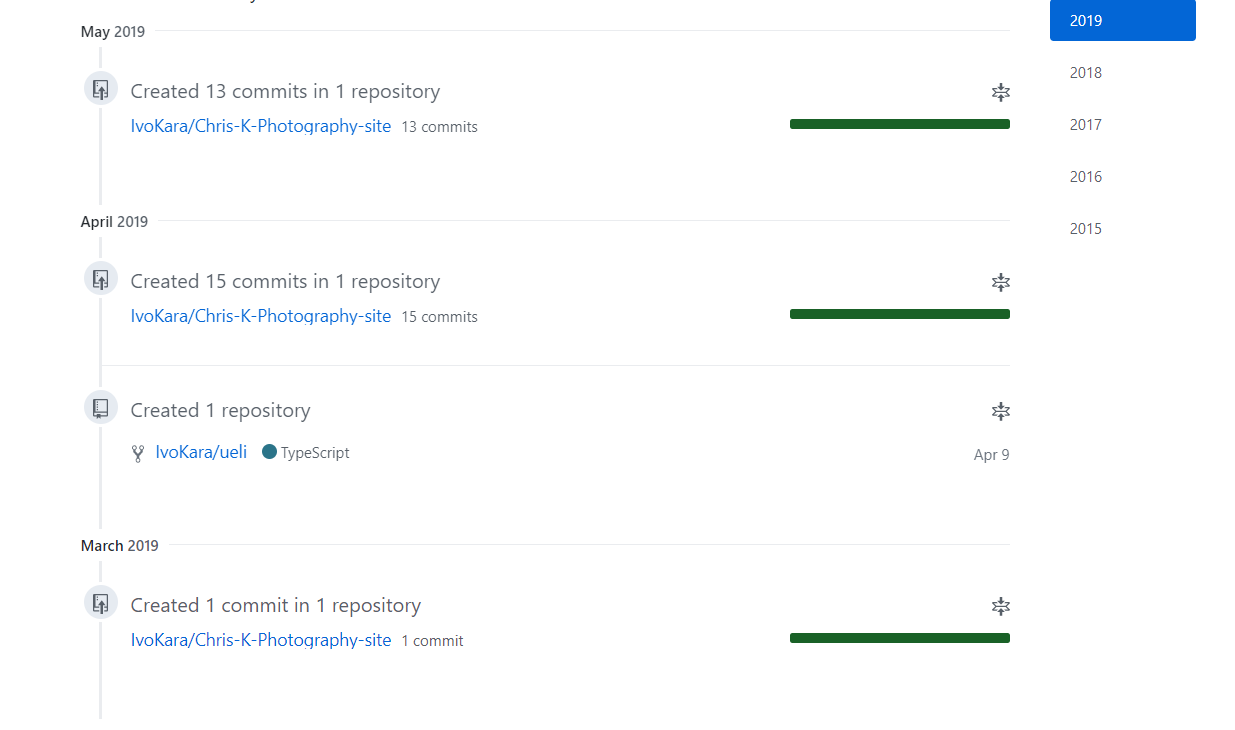 May 2019
Created 13 commits in 1 repository
IvoKara/Chris-K-Photography-site 13 commits
April 2019
Created 15 commits in 1 repository
IvoKara/Chris-K-Photography-site 15 commits
Created 1 repository
IvoKara/ueli TypeScript Apr 9
March 2019
Created 1 commit in 1 repository
IvoKara/Chris-K-Photography-site 1 commit
2019
2018
2017
2016
2015